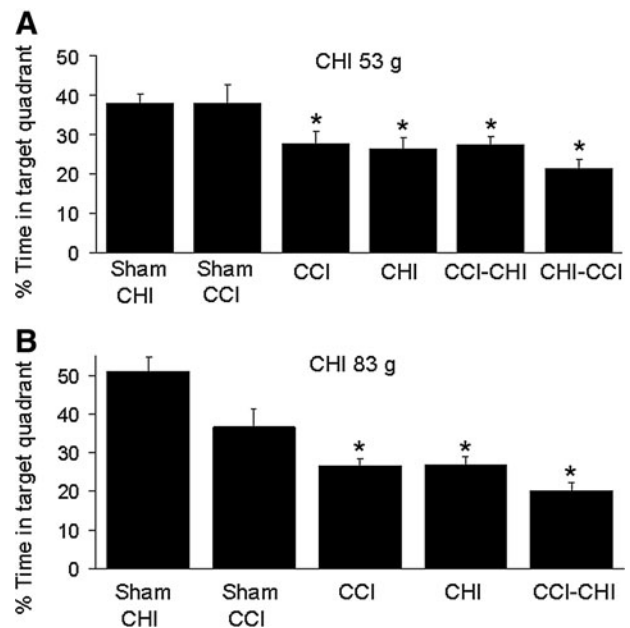 A
CHI 53 g
% Time in target quadrant
50
40
30
20
10
0
* * * *
Sham CHI
Sham CCI
CCI
CHI
CCI-CHI
CHI-CCI
B
CHI 83 g
% Time in target quadrant
50
40
30
20
10
0
* * *
Sham CHI
Sham CCI
CCI
CHI
CCI-CHI